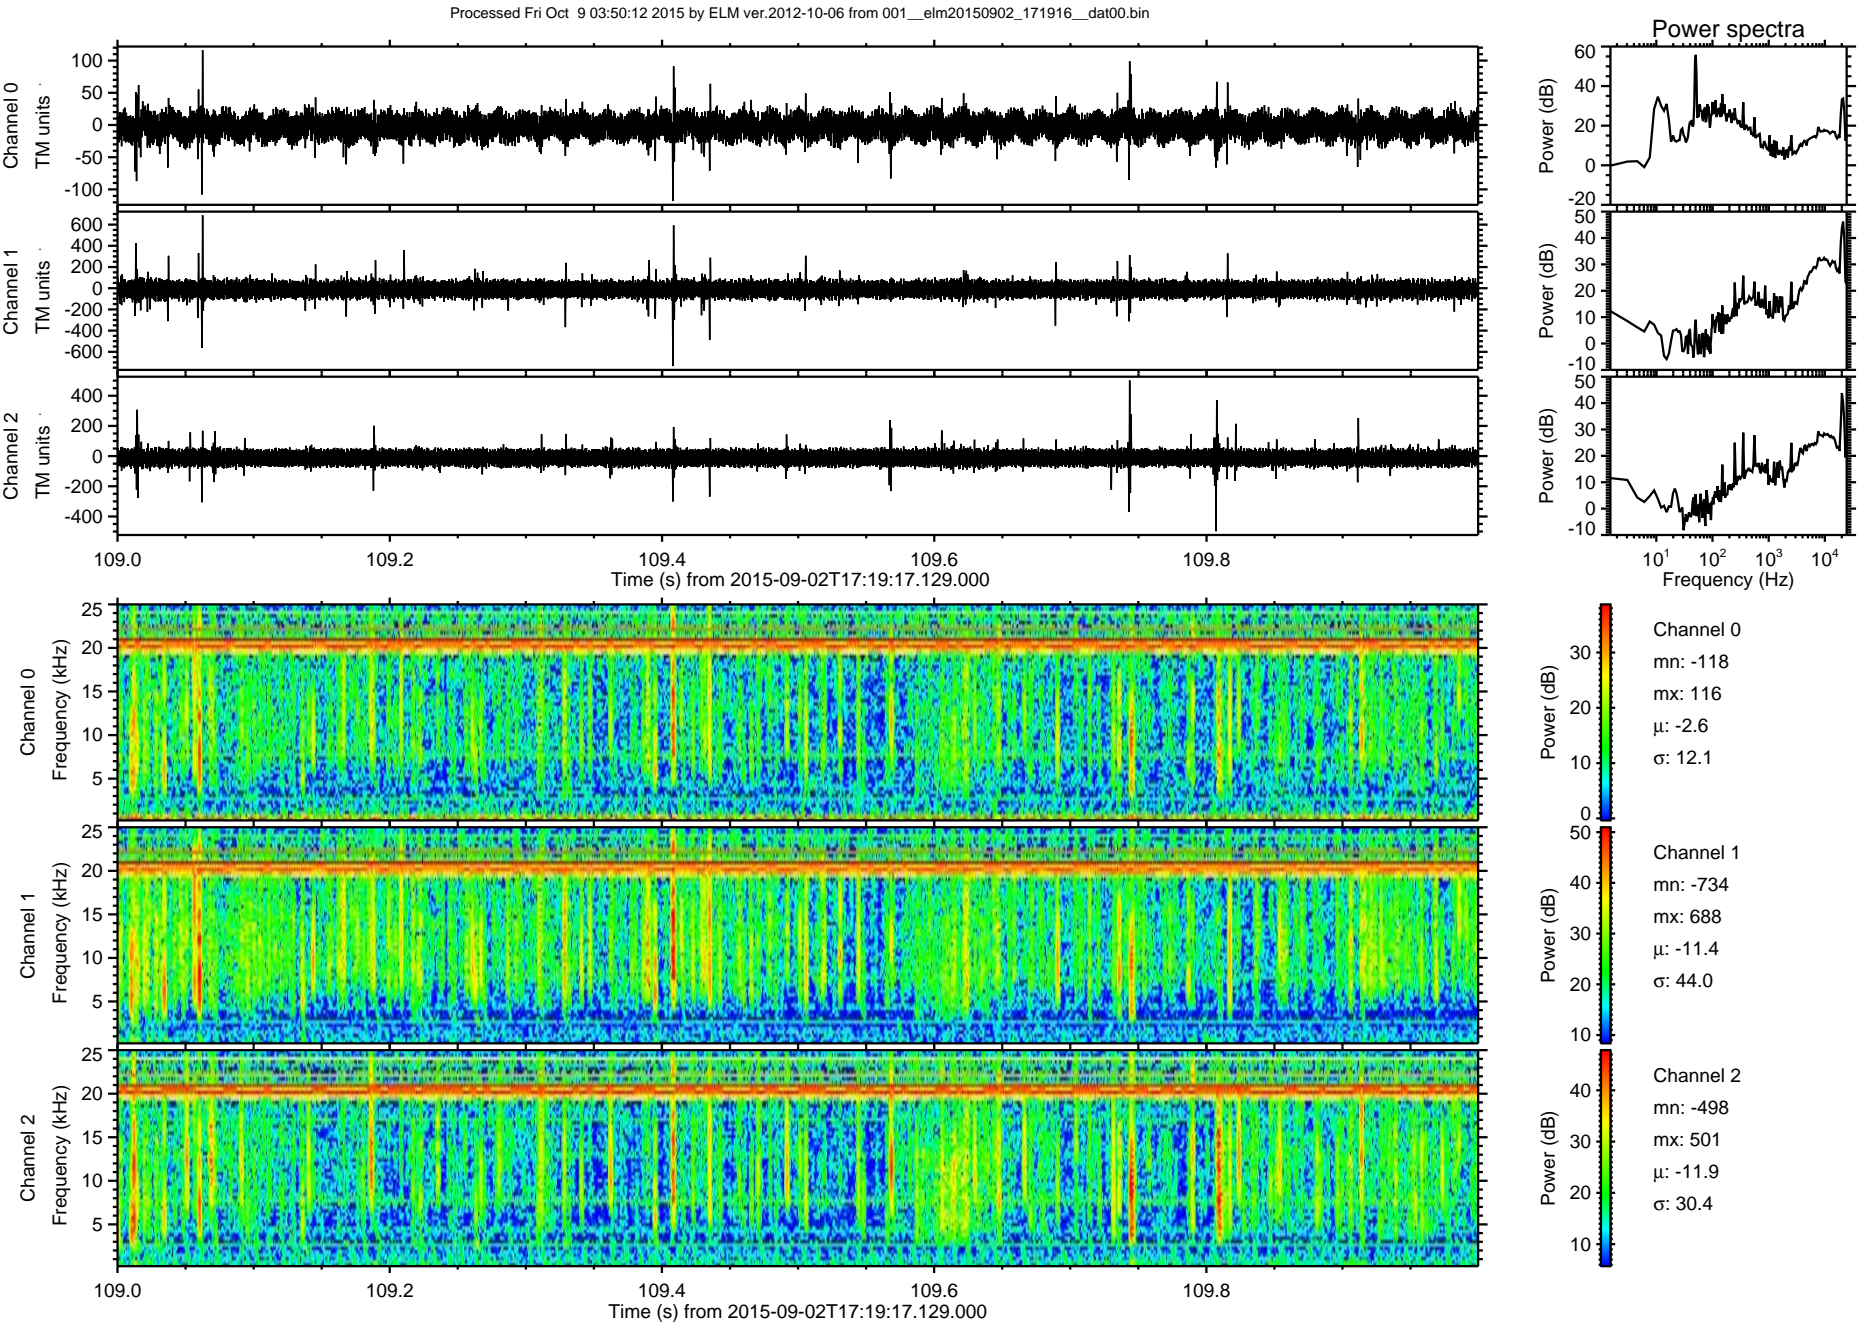 Processed Fri Oct  9 03:50:12 2015 by ELM ver.2012-10-06 from 001__elm20150902_171916__dat00.bin
Power spectra
Channel 0
TM units
100
50
0
-50
-100
Power (dB)
60
40
20
0
-20
Channel 1
TM units
600
400
200
0
-200
-400
-600
Power (dB)
50
40
30
20
10
0
-10
Channel 2
TM units
400
200
0
-200
-400
Power (dB)
50
40
30
20
10
0
-10
109.0 109.2 109.4 109.6 109.8
Time (s) from 2015-09-02T17:19:17.129.000
10^1 10^2 10^3 10^4
Frequency (Hz)
Channel 0
Frequency (kHz)
25
20
15
10
5
Power (dB)
30
20
10
0
Channel 0
mn: -118
mx: 116
μ: -2.6
σ: 12.1
Channel 1
Frequency (kHz)
25
20
15
10
5
Power (dB)
50
40
30
20
10
Channel 1
mn: -734
mx: 688
μ: -11.4
σ: 44.0
Channel 2
Frequency (kHz)
25
20
15
10
5
Power (dB)
40
30
20
10
Channel 2
mn: -498
mx: 501
μ: -11.9
σ: 30.4
109.0 109.2 109.4 109.6 109.8
Time (s) from 2015-09-02T17:19:17.129.000